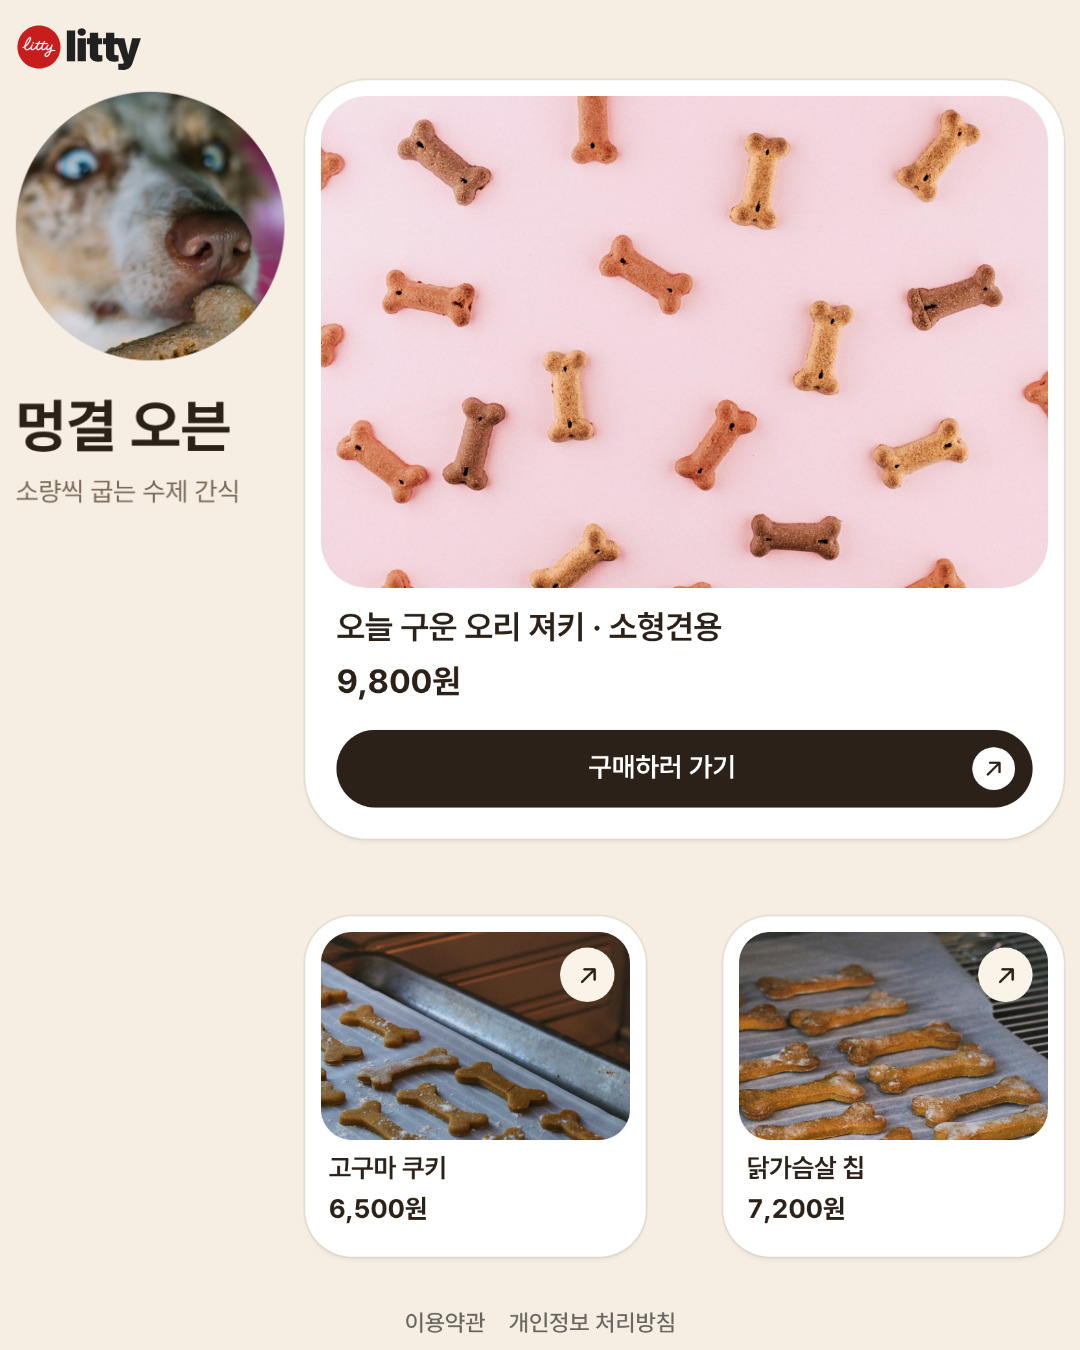 litty litty
멍결 오븐
소량씩 굽는 수제 간식
오늘 구운 오리 져키 · 소형견용
9,800원
구매하러 가기
고구마 쿠키
6,500원
닭가슴살 칩
7,200원
이용약관 개인정보 처리방침